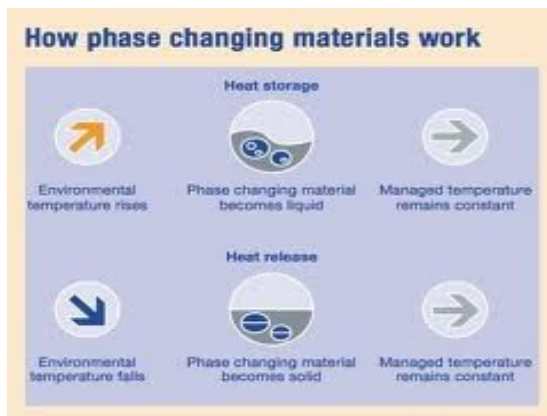 How phase changing materials work
Heat storage
Environmental
temperature rises
Phase changing material
becomes liquid
Managed temperature
remains constant
Heat release
Environmental
temperature falls
Phase changing material
becomes solid
Managed temperature
remains constant